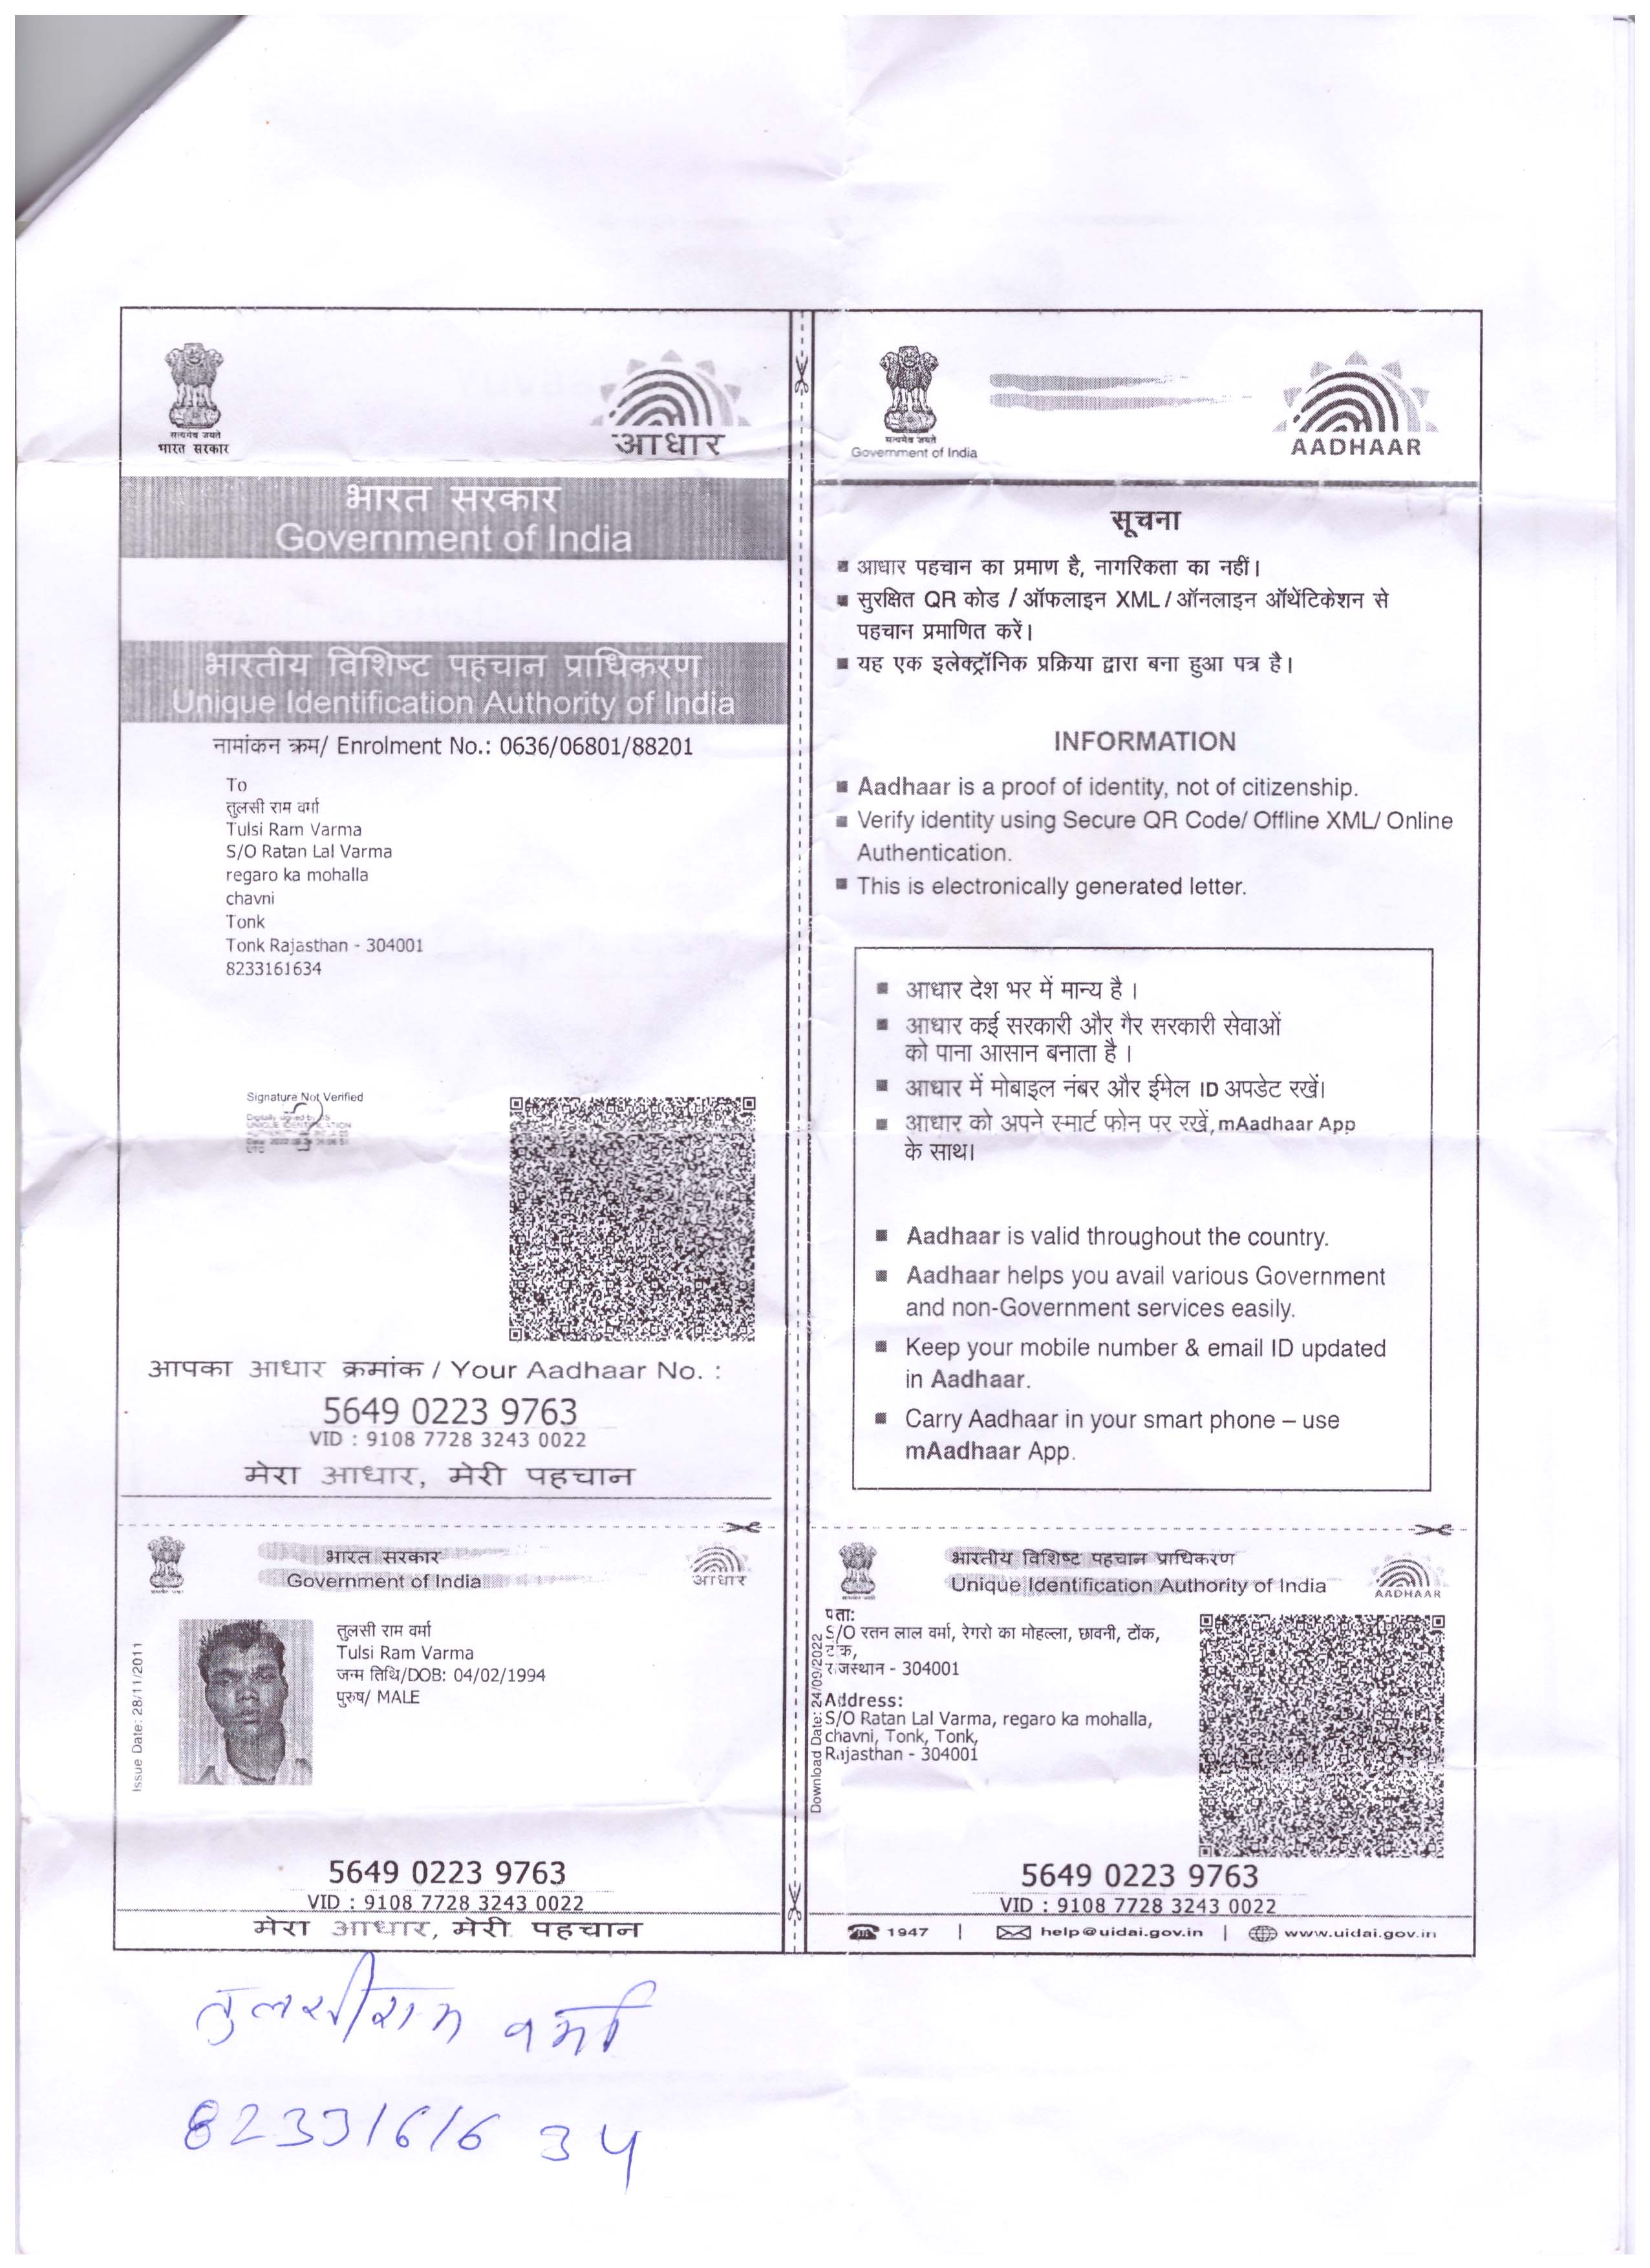 सत्यमेव जयते
भारत सरकार
आधार
भारत सरकार
Government of India
भारतीय विशिष्ट पहचान प्राधिकरण
Unique Identification Authority of India
नामांकन क्रम/ Enrolment No.: 0636/06801/88201
To
तुलसी राम वर्मा
Tulsi Ram Varma
S/O Ratan Lal Varma
regaro ka mohalla
chavni
Tonk
Tonk Rajasthan - 304001
8233161634
Signature Not Verified
आपका आधार क्रमांक / Your Aadhaar No. :
5649 0223 9763
VID : 9108 7728 3243 0022
मेरा आधार, मेरी पहचान
सत्यमेव जयते
Government of India
AADHAAR
सूचना
■ आधार पहचान का प्रमाण है, नागरिकता का नहीं।
■ सुरक्षित QR कोड / ऑफलाइन XML / ऑनलाइन ऑथेंटिकेशन से
पहचान प्रमाणित करें।
■ यह एक इलेक्ट्रॉनिक प्रक्रिया द्वारा बना हुआ पत्र है।
INFORMATION
■ Aadhaar is a proof of identity, not of citizenship.
■ Verify identity using Secure QR Code/ Offline XML/ Online
Authentication.
■ This is electronically generated letter.
■ आधार देश भर में मान्य है ।
■ आधार कई सरकारी और गैर सरकारी सेवाओं
को पाना आसान बनाता है ।
■ आधार में मोबाइल नंबर और ईमेल ID अपडेट रखें।
■ आधार को अपने स्मार्ट फोन पर रखें, mAadhaar App
के साथ।
■ Aadhaar is valid throughout the country.
■ Aadhaar helps you avail various Government
and non-Government services easily.
■ Keep your mobile number & email ID updated
in Aadhaar.
■ Carry Aadhaar in your smart phone – use
mAadhaar App.
भारत सरकार
Government of India
आधार
Issue Date: 28/11/2011
तुलसी राम वर्मा
Tulsi Ram Varma
जन्म तिथि/DOB: 04/02/1994
पुरुष/ MALE
5649 0223 9763
VID : 9108 7728 3243 0022
मेरा आधार, मेरी पहचान
भारतीय विशिष्ट पहचान प्राधिकरण
Unique Identification Authority of India
AADHAAR
Download Date: 24/09/2022
पता:
S/O रतन लाल वर्मा, रेगरो का मोहल्ला, छावनी, टोंक,
टोंक,
राजस्थान - 304001
Address:
S/O Ratan Lal Varma, regaro ka mohalla,
chavni, Tonk, Tonk,
Rajasthan - 304001
5649 0223 9763
VID : 9108 7728 3243 0022
1947 | help@uidai.gov.in | www.uidai.gov.in
तुलसीराम वर्मा
8233161634